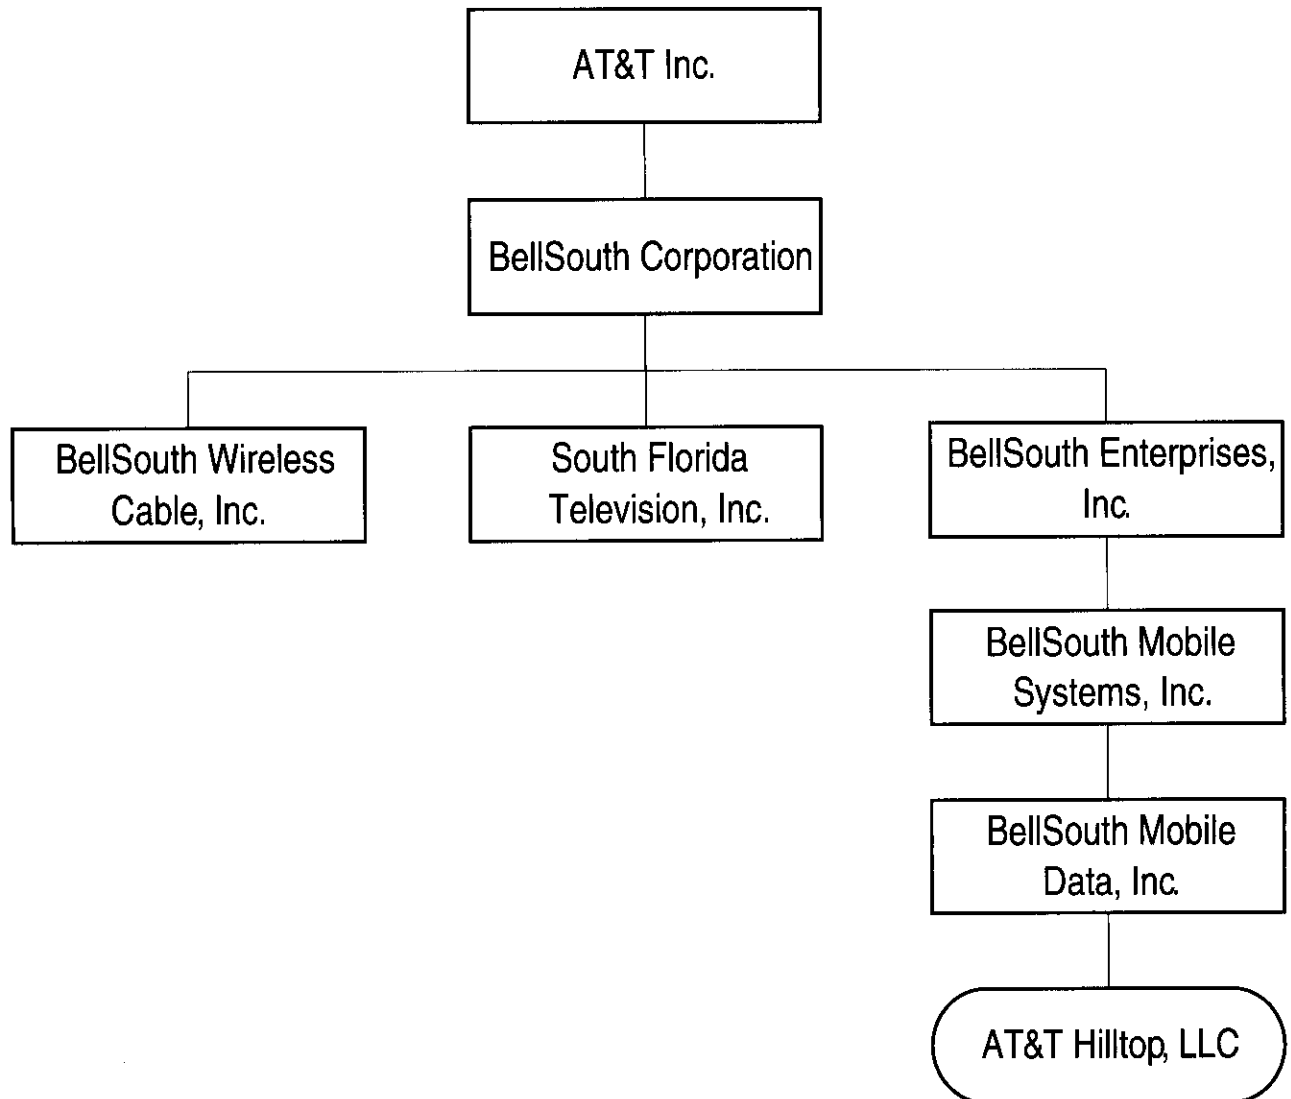 AT&T Inc.
BellSouth Corporation
BellSouth Wireless
Cable, Inc.
South Florida
Television, Inc.
BellSouth Enterprises,
Inc.
BellSouth Mobile
Systems, Inc.
BellSouth Mobile
Data, Inc.
AT&T Hilltop, LLC